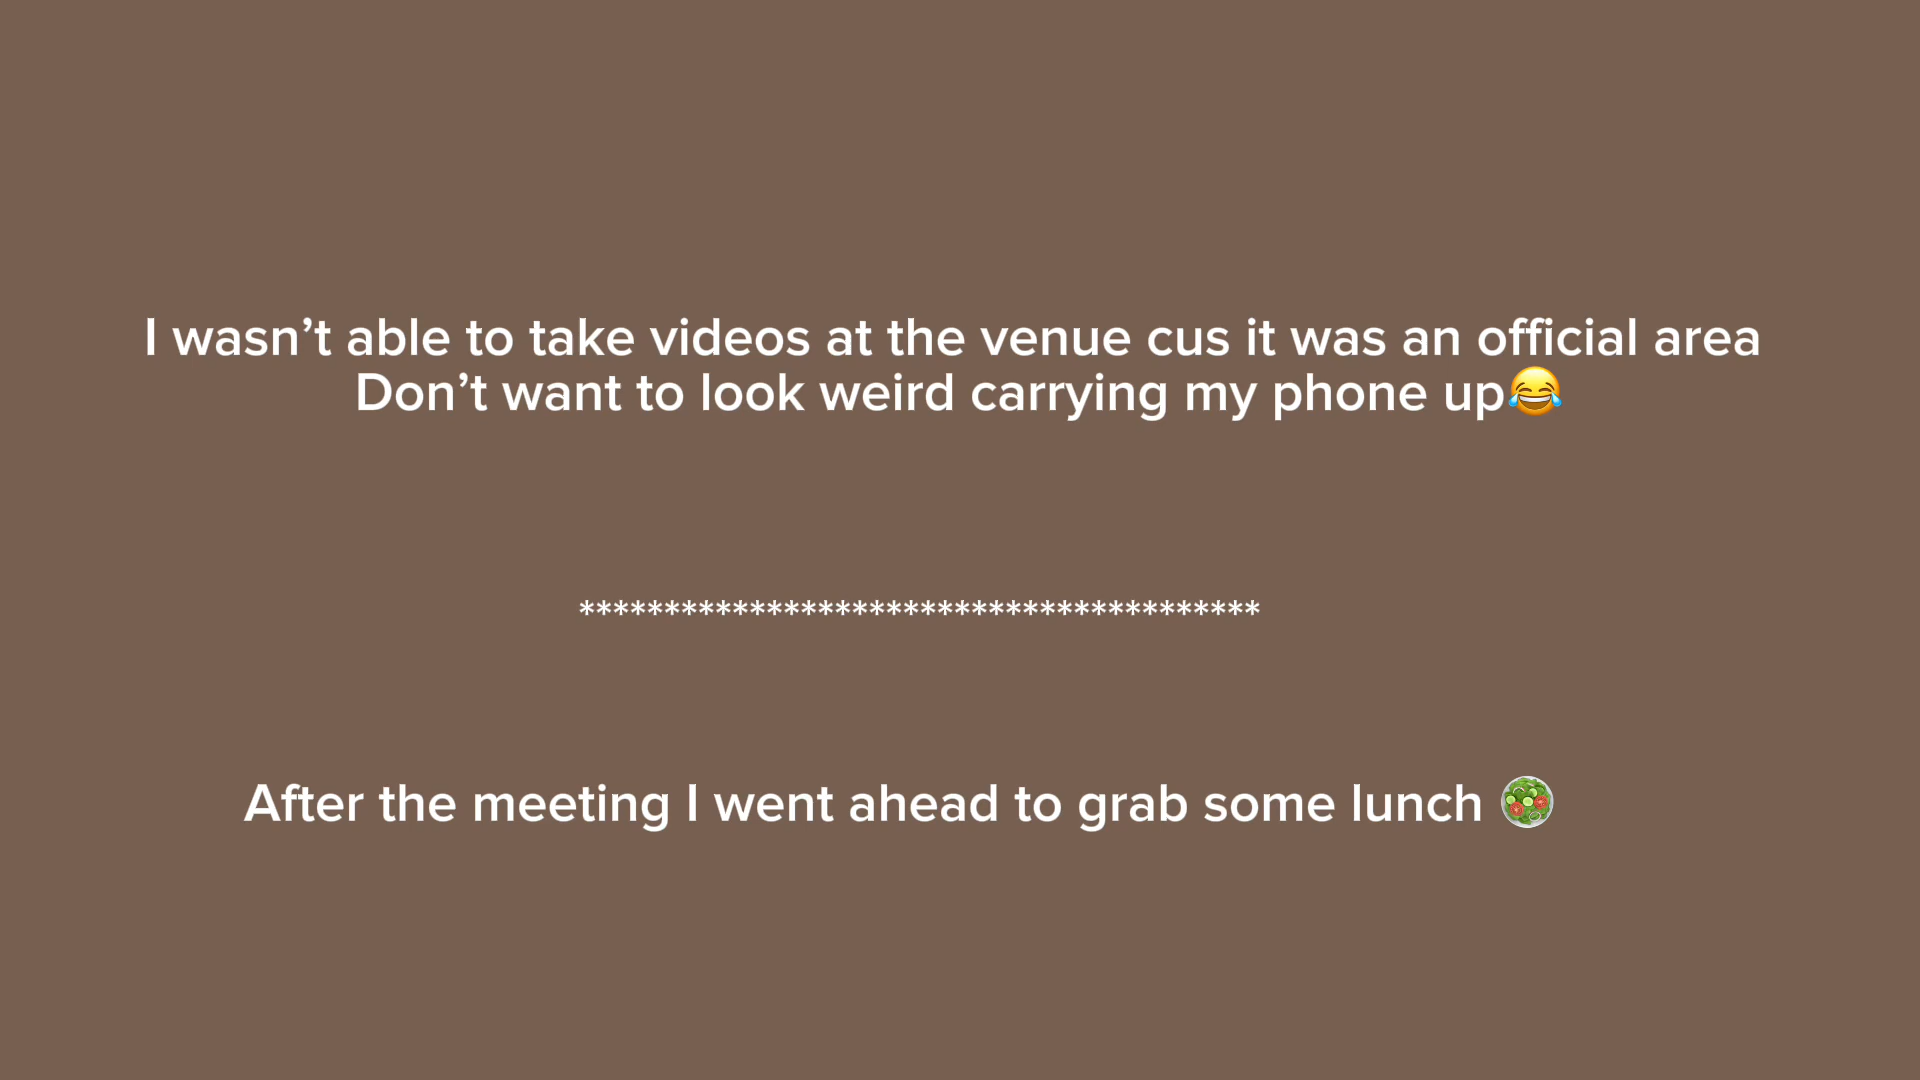 I wasn’t able to take videos at the venue cus it was an official area
Don’t want to look weird carrying my phone up😂
****************************************
After the meeting I went ahead to grab some lunch 🥗